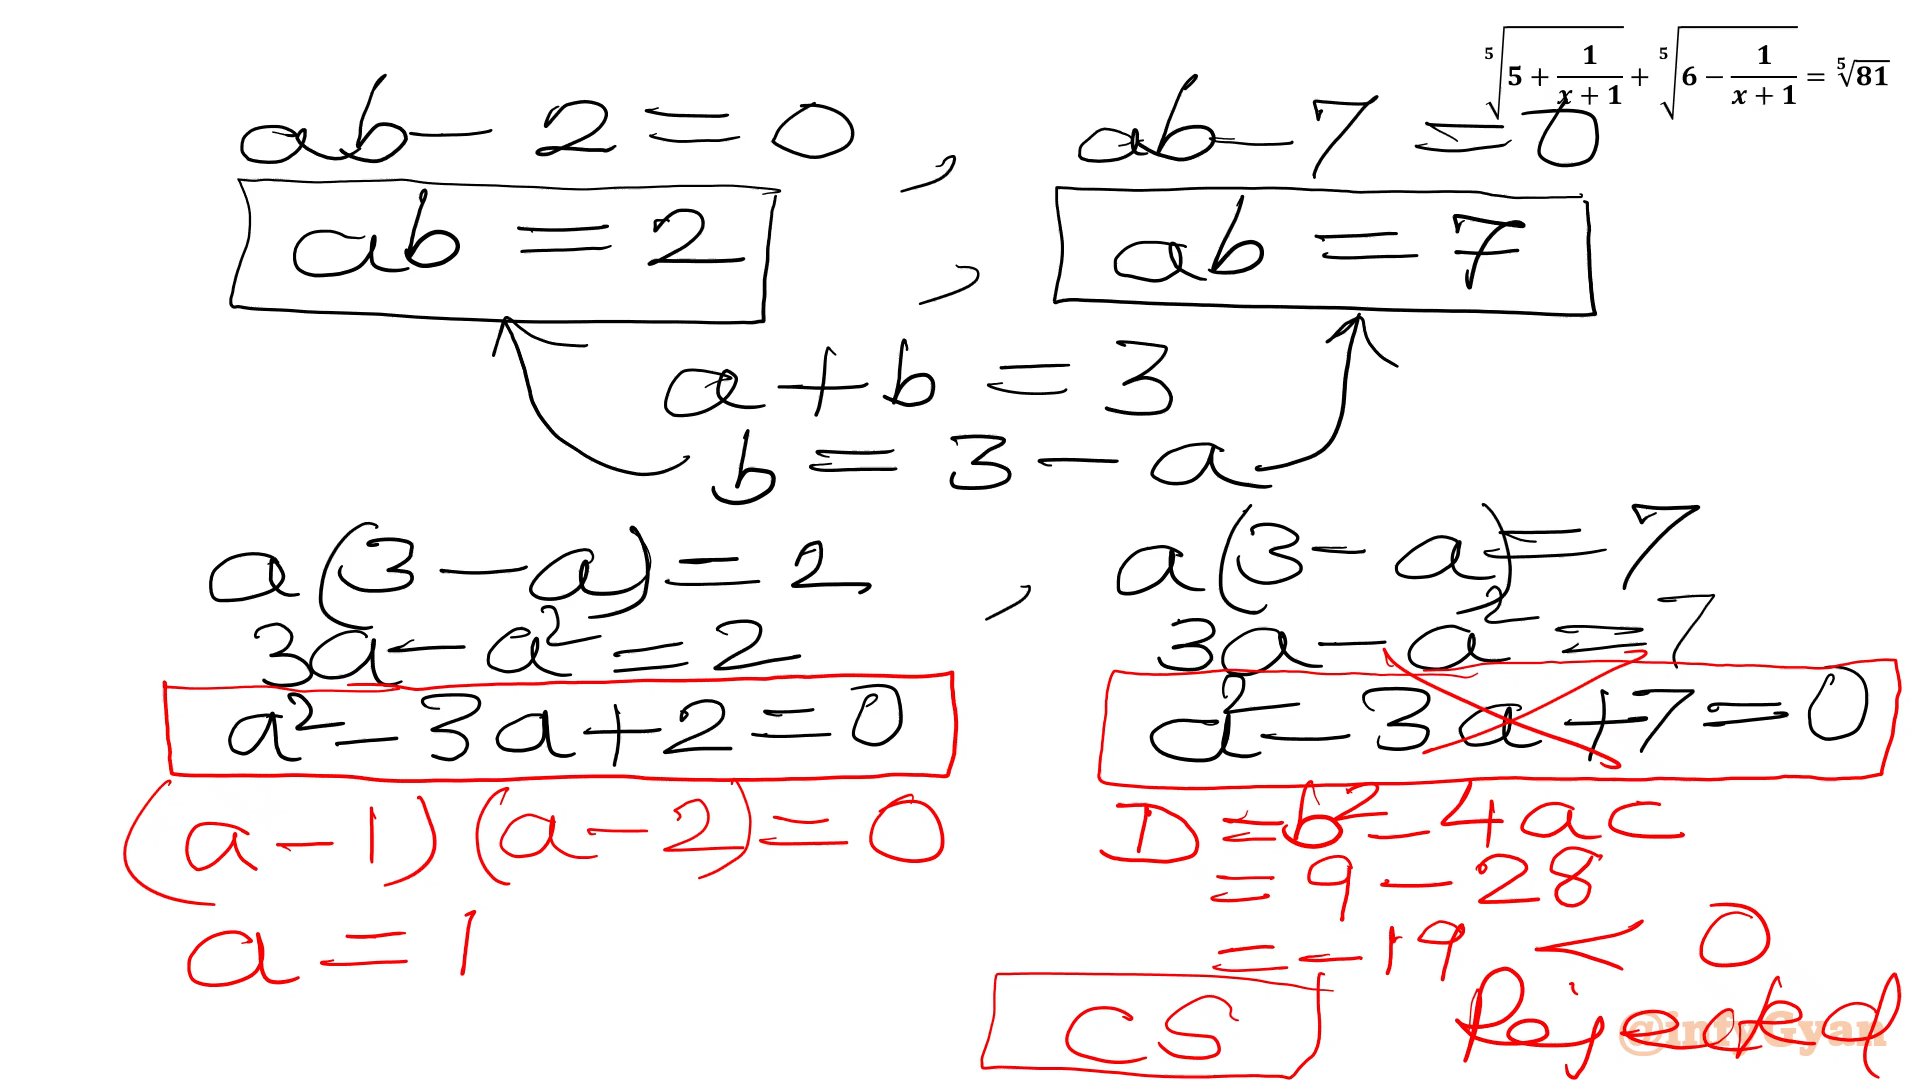 ⁵√(5 + 1/(x + 1)) + ⁵√(6 − 1/(x + 1)) = ⁵√81
ab − 2 = 0 , ab − 7 = 0
ab = 2 , ab = 7
a + b = 3
b = 3 − a
a(3 − a) = 2 , a(3 − a) = 7
3a − a² = 2 3a − a² = 7
a² − 3a + 2 = 0 a² − 3a + 7 = 0
(a − 1)(a − 2) = 0 D = b² − 4ac
= 9 − 28
a = 1 = −19 < 0
CS Rejected
@infyGyan